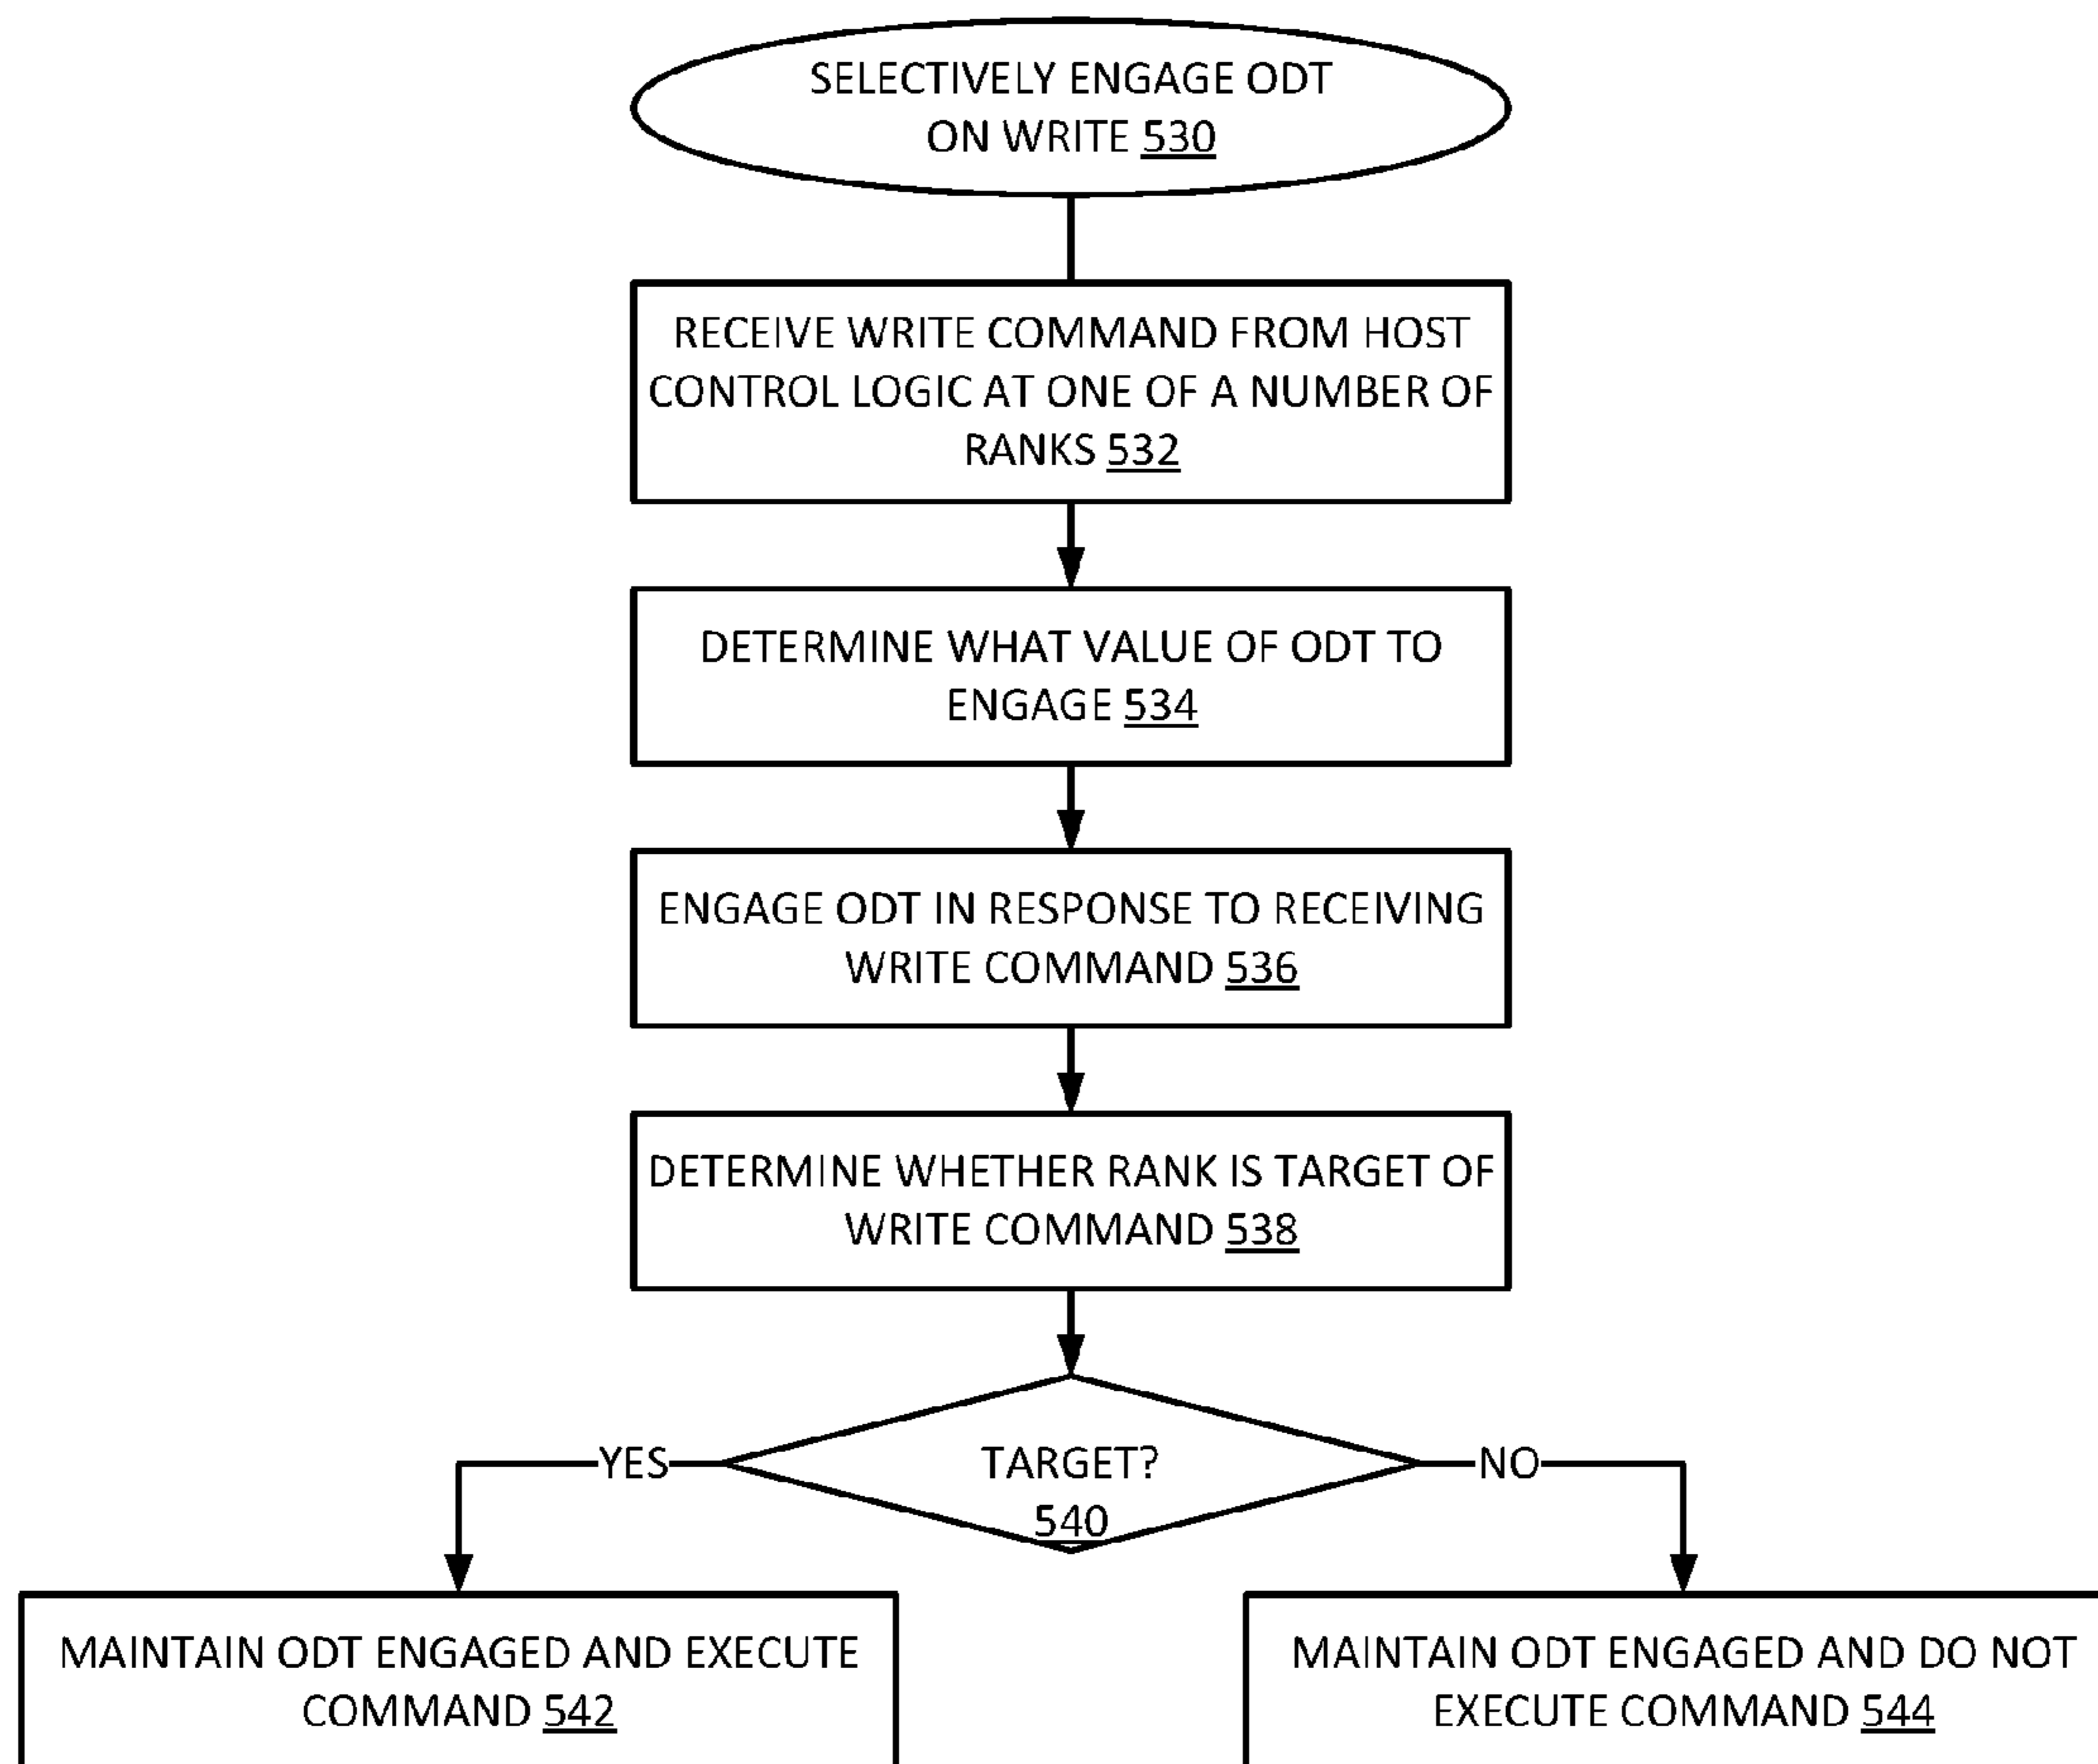 SELECTIVELY ENGAGE ODT
ON WRITE 530
RECEIVE WRITE COMMAND FROM HOST
CONTROL LOGIC AT ONE OF A NUMBER OF
RANKS 532
DETERMINE WHAT VALUE OF ODT TO
ENGAGE 534
ENGAGE ODT IN RESPONSE TO RECEIVING
WRITE COMMAND 536
DETERMINE WHETHER RANK IS TARGET OF
WRITE COMMAND 538
TARGET?
540
YES
NO
MAINTAIN ODT ENGAGED AND EXECUTE
COMMAND 542
MAINTAIN ODT ENGAGED AND DO NOT
EXECUTE COMMAND 544